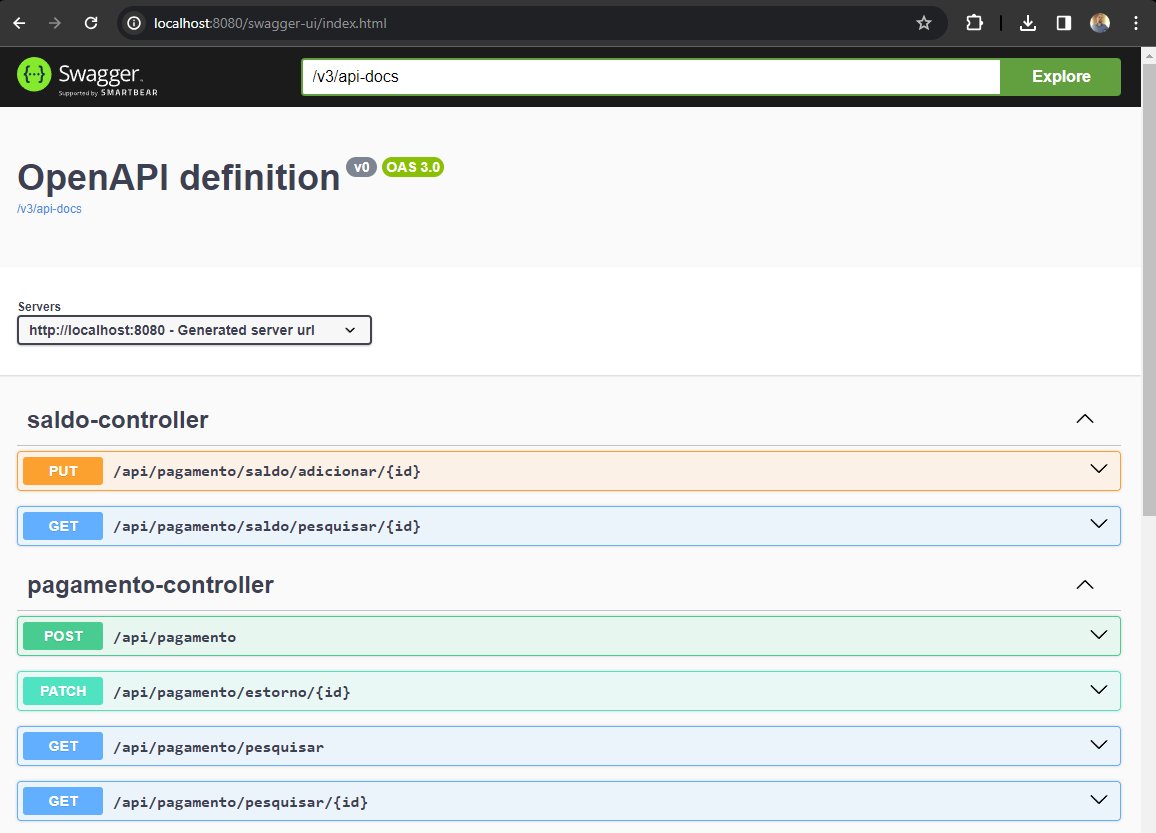 localhost:8080/swagger-ui/index.html
Swagger
Supported by SMARTBEAR
/v3/api-docs
Explore
OpenAPI definition v0 OAS 3.0
/v3/api-docs
Servers
http://localhost:8080 - Generated server url
saldo-controller
PUT /api/pagamento/saldo/adicionar/{id}
GET /api/pagamento/saldo/pesquisar/{id}
pagamento-controller
POST /api/pagamento
PATCH /api/pagamento/estorno/{id}
GET /api/pagamento/pesquisar
GET /api/pagamento/pesquisar/{id}